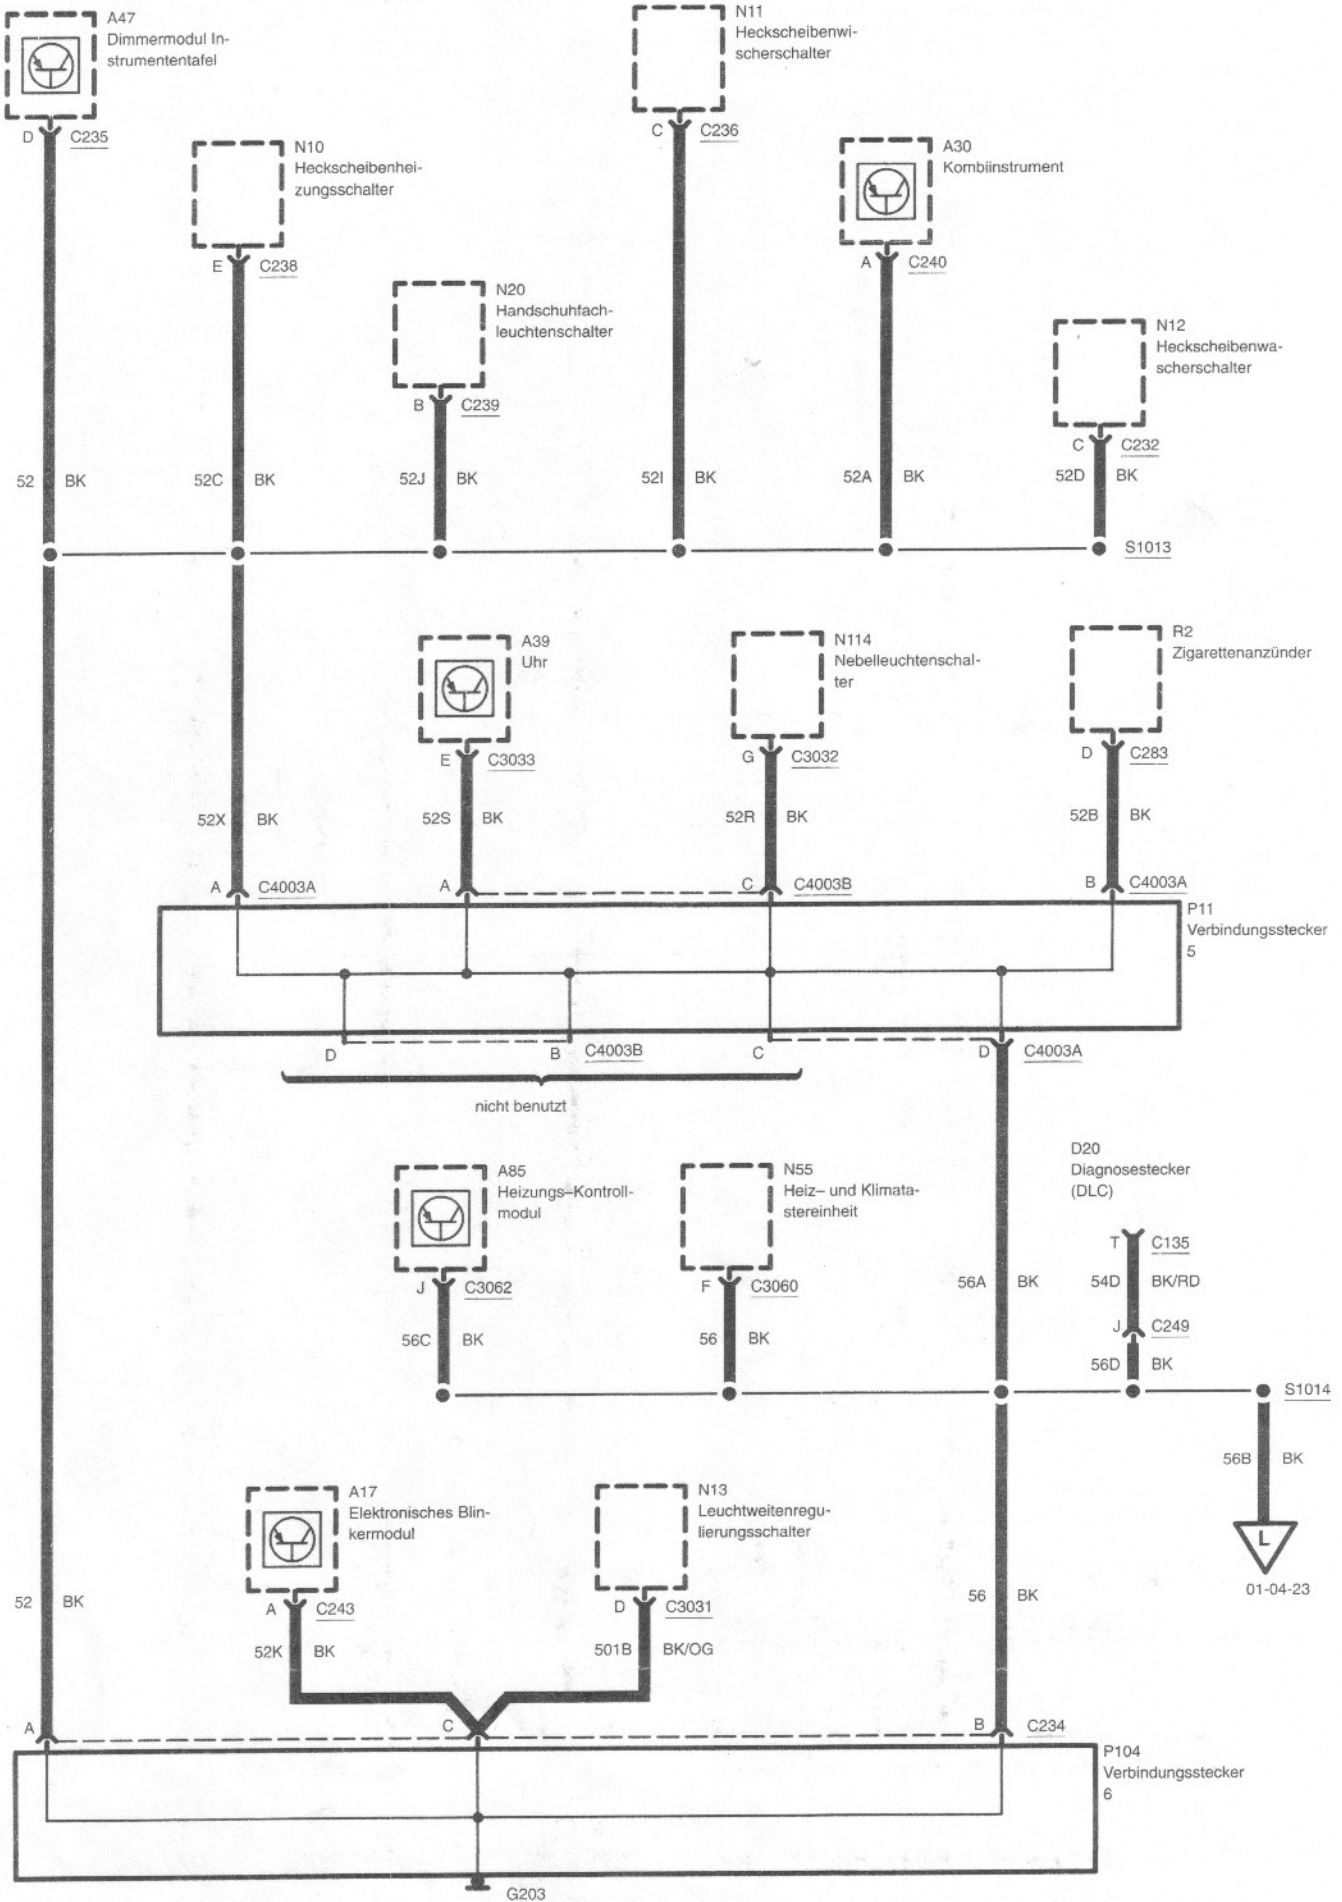 A47
Dimmermodul In-
strumententafel
D C235
N10
Heckscheibenhei-
zungsschalter
E C238
N20
Handschuhfach-
leuchtenschalter
B C239
N11
Heckscheibenwi-
scherschalter
C C236
A30
Kombiinstrument
A C240
N12
Heckscheibenwa-
scherschalter
C C232
52 BK
52C BK
52J BK
52I BK
52A BK
52D BK
S1013
A39
Uhr
E C3033
N114
Nebelleuchtenschal-
ter
G C3032
R2
Zigarettenanzünder
D C283
52X BK
52S BK
52R BK
52B BK
A C4003A
A
C C4003B
B C4003A
P11
Verbindungsstecker
5
D
B C4003B
C
D C4003A
nicht benutzt
A85
Heizungs–Kontroll-
modul
J C3062
N55
Heiz– und Klimata-
stereinheit
F C3060
D20
Diagnosestecker
(DLC)
T C135
56A BK
54D BK/RD
J C249
56C BK
56 BK
56D BK
S1014
56B BK
L
01-04-23
A17
Elektronisches Blin-
kermodul
A C243
N13
Leuchtweitenregu-
lierungsschalter
D C3031
52 BK
56 BK
52K BK
501B BK/OG
A
C
B C234
P104
Verbindungsstecker
6
G203